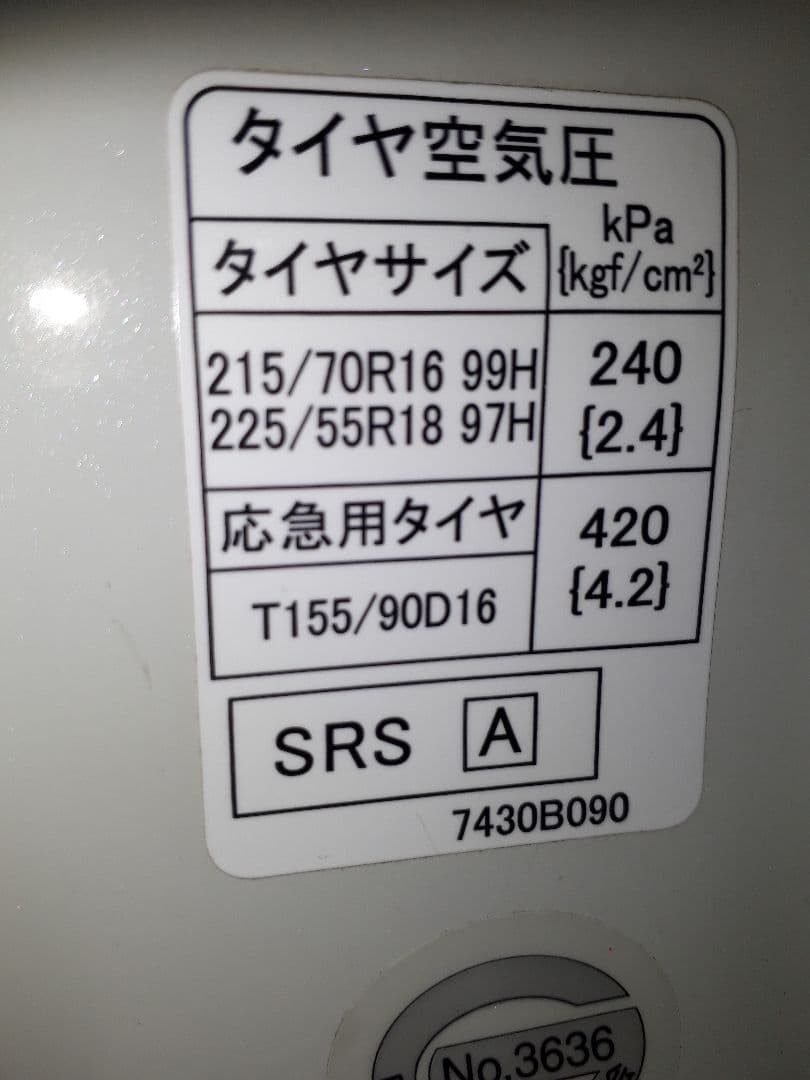 タイヤ空気圧
タイヤサイズ
kPa
{kgf/cm²}
215/70R16 99H
225/55R18 97H
240
{2.4}
応急用タイヤ
T155/90D16
420
{4.2}
SRS A
7430B090
No.3636